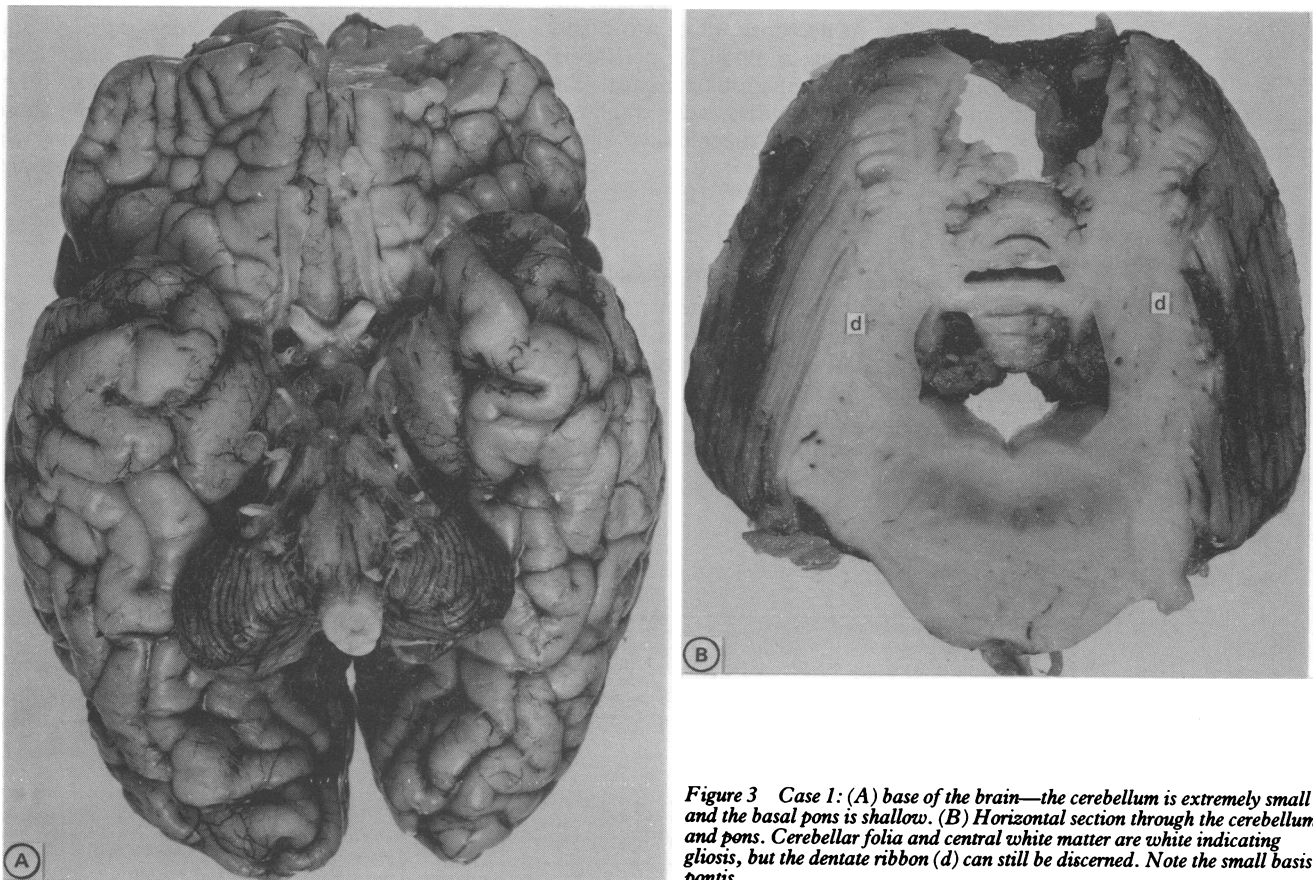 d
d
A
B
Figure 3 Case 1: (A) base of the brain—the cerebellum is extremely small
and the basal pons is shallow. (B) Horizontal section through the cerebellum
and pons. Cerebellar folia and central white matter are white indicating
gliosis, but the dentate ribbon (d) can still be discerned. Note the small basis
pontis.